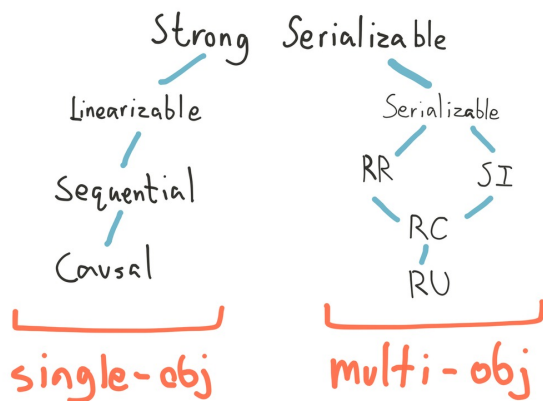 Strong Serializable
Linearizable
Serializable
Sequential
RR
SI
Causal
RC
RU
single-obj
multi-obj